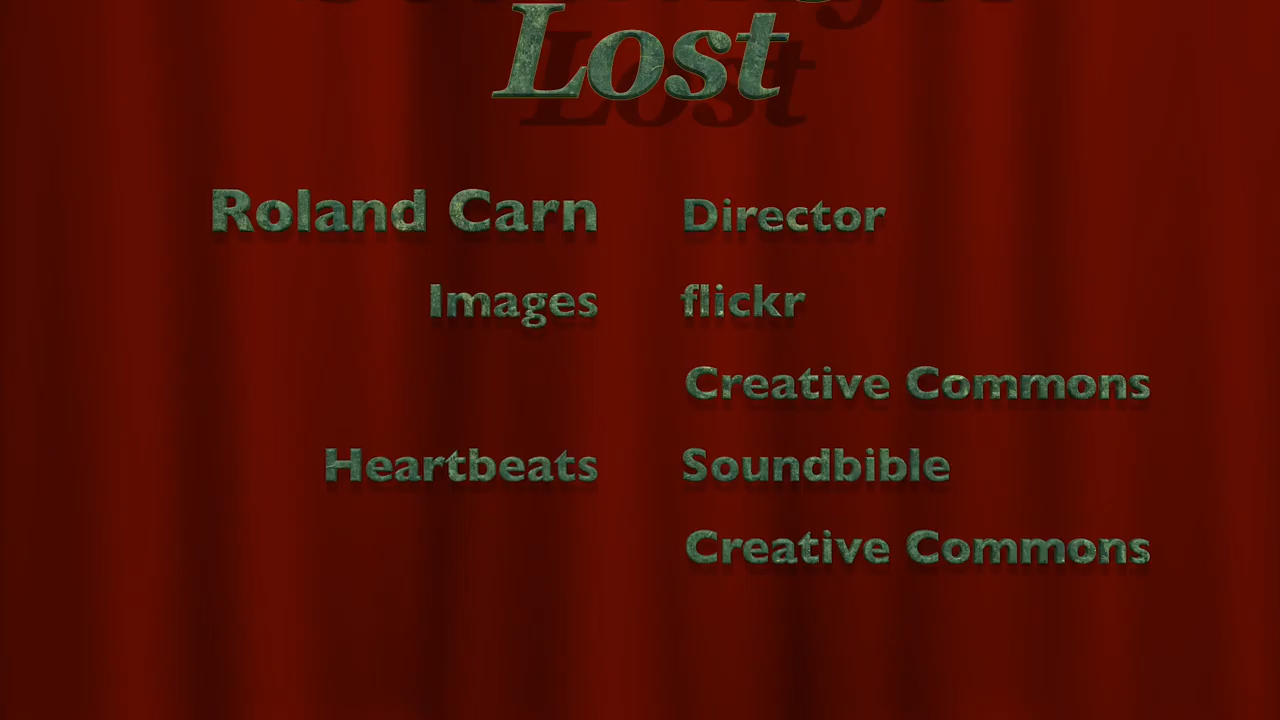 Lost
Roland Carn Director
Images flickr
Creative Commons
Heartbeats Soundbible
Creative Commons